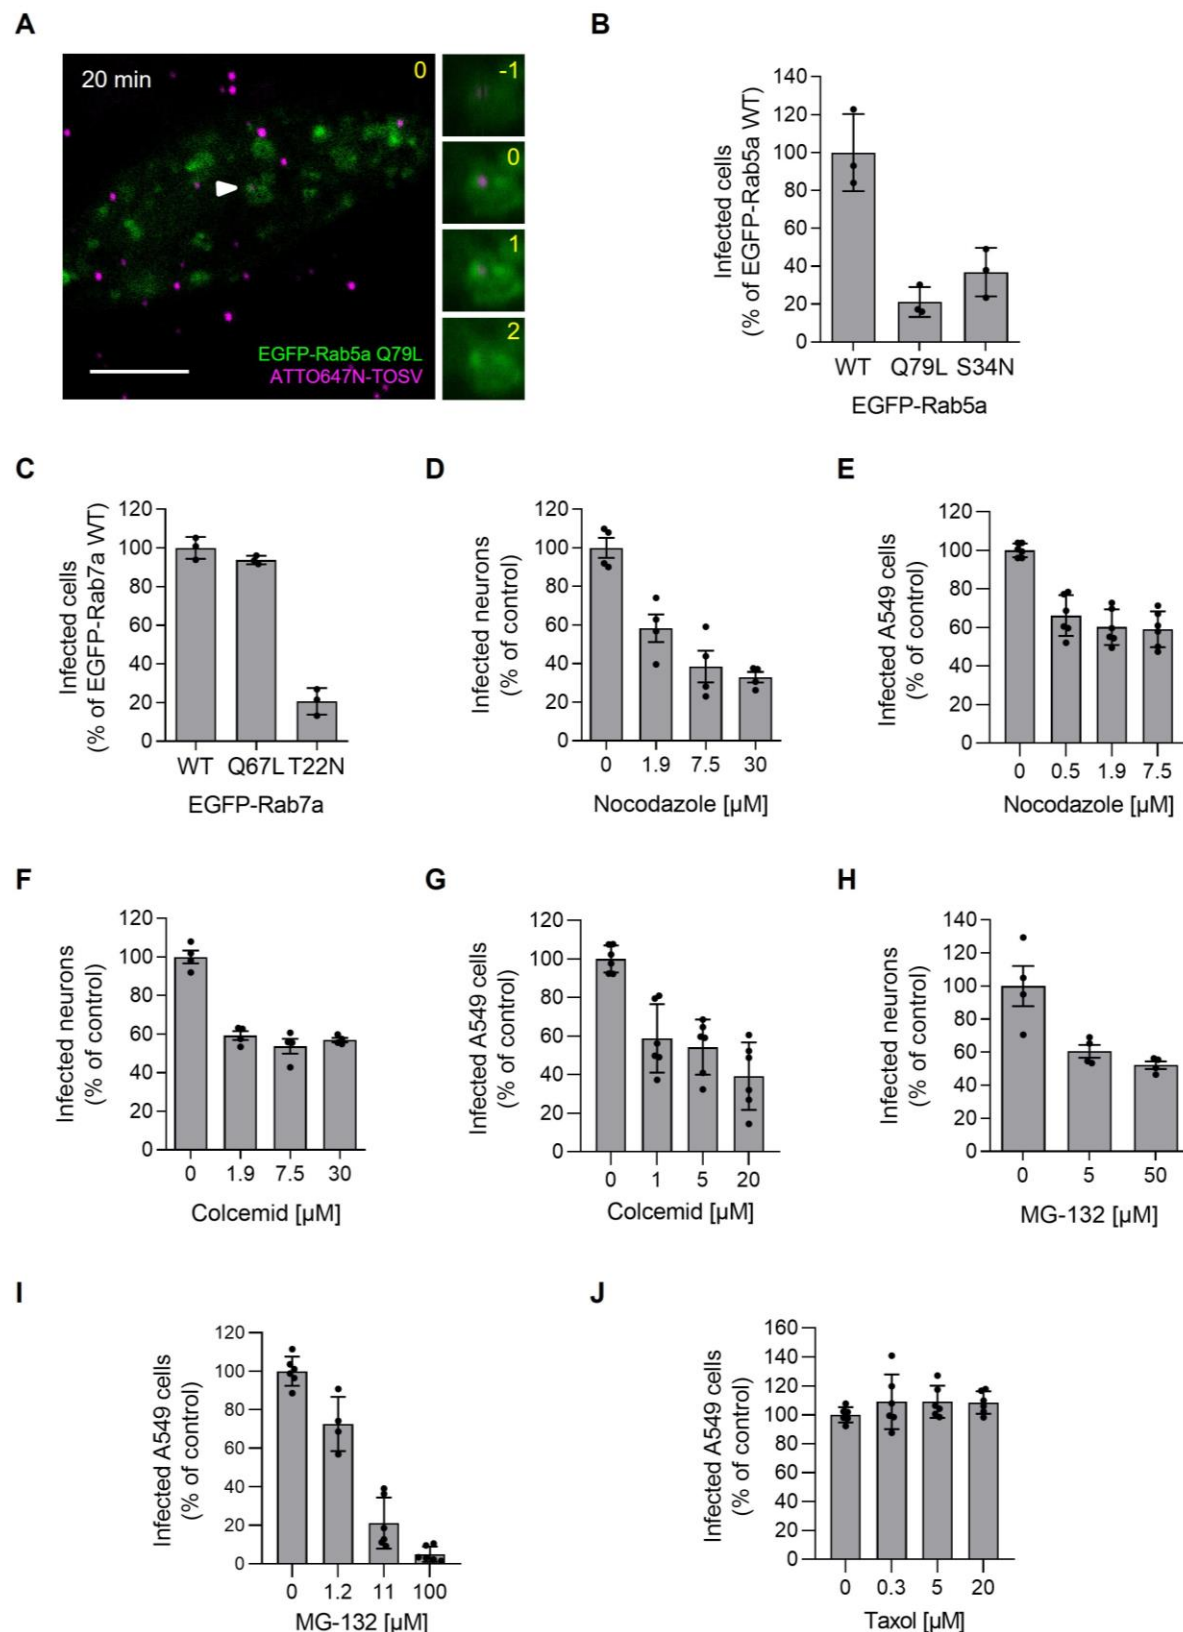 A
20 min
0
-1
0
1
2
EGFP-Rab5a Q79L
ATTO647N-TOSV
B
Infected cells
(% of EGFP-Rab5a WT)
140
120
100
80
60
40
20
0
WT Q79L S34N
EGFP-Rab5a
C
Infected cells
(% of EGFP-Rab7a WT)
120
100
80
60
40
20
0
WT Q67L T22N
EGFP-Rab7a
D
Infected neurons
(% of control)
120
100
80
60
40
20
0
0 1.9 7.5 30
Nocodazole [µM]
E
Infected A549 cells
(% of control)
120
100
80
60
40
20
0
0 0.5 1.9 7.5
Nocodazole [µM]
F
Infected neurons
(% of control)
120
100
80
60
40
20
0
0 1.9 7.5 30
Colcemid [µM]
G
Infected A549 cells
(% of control)
120
100
80
60
40
20
0
0 1 5 20
Colcemid [µM]
H
Infected neurons
(% of control)
140
120
100
80
60
40
20
0
0 5 50
MG-132 [µM]
I
Infected A549 cells
(% of control)
120
100
80
60
40
20
0
0 1.2 11 100
MG-132 [µM]
J
Infected A549 cells
(% of control)
160
140
120
100
80
60
40
20
0
0 0.3 5 20
Taxol [µM]